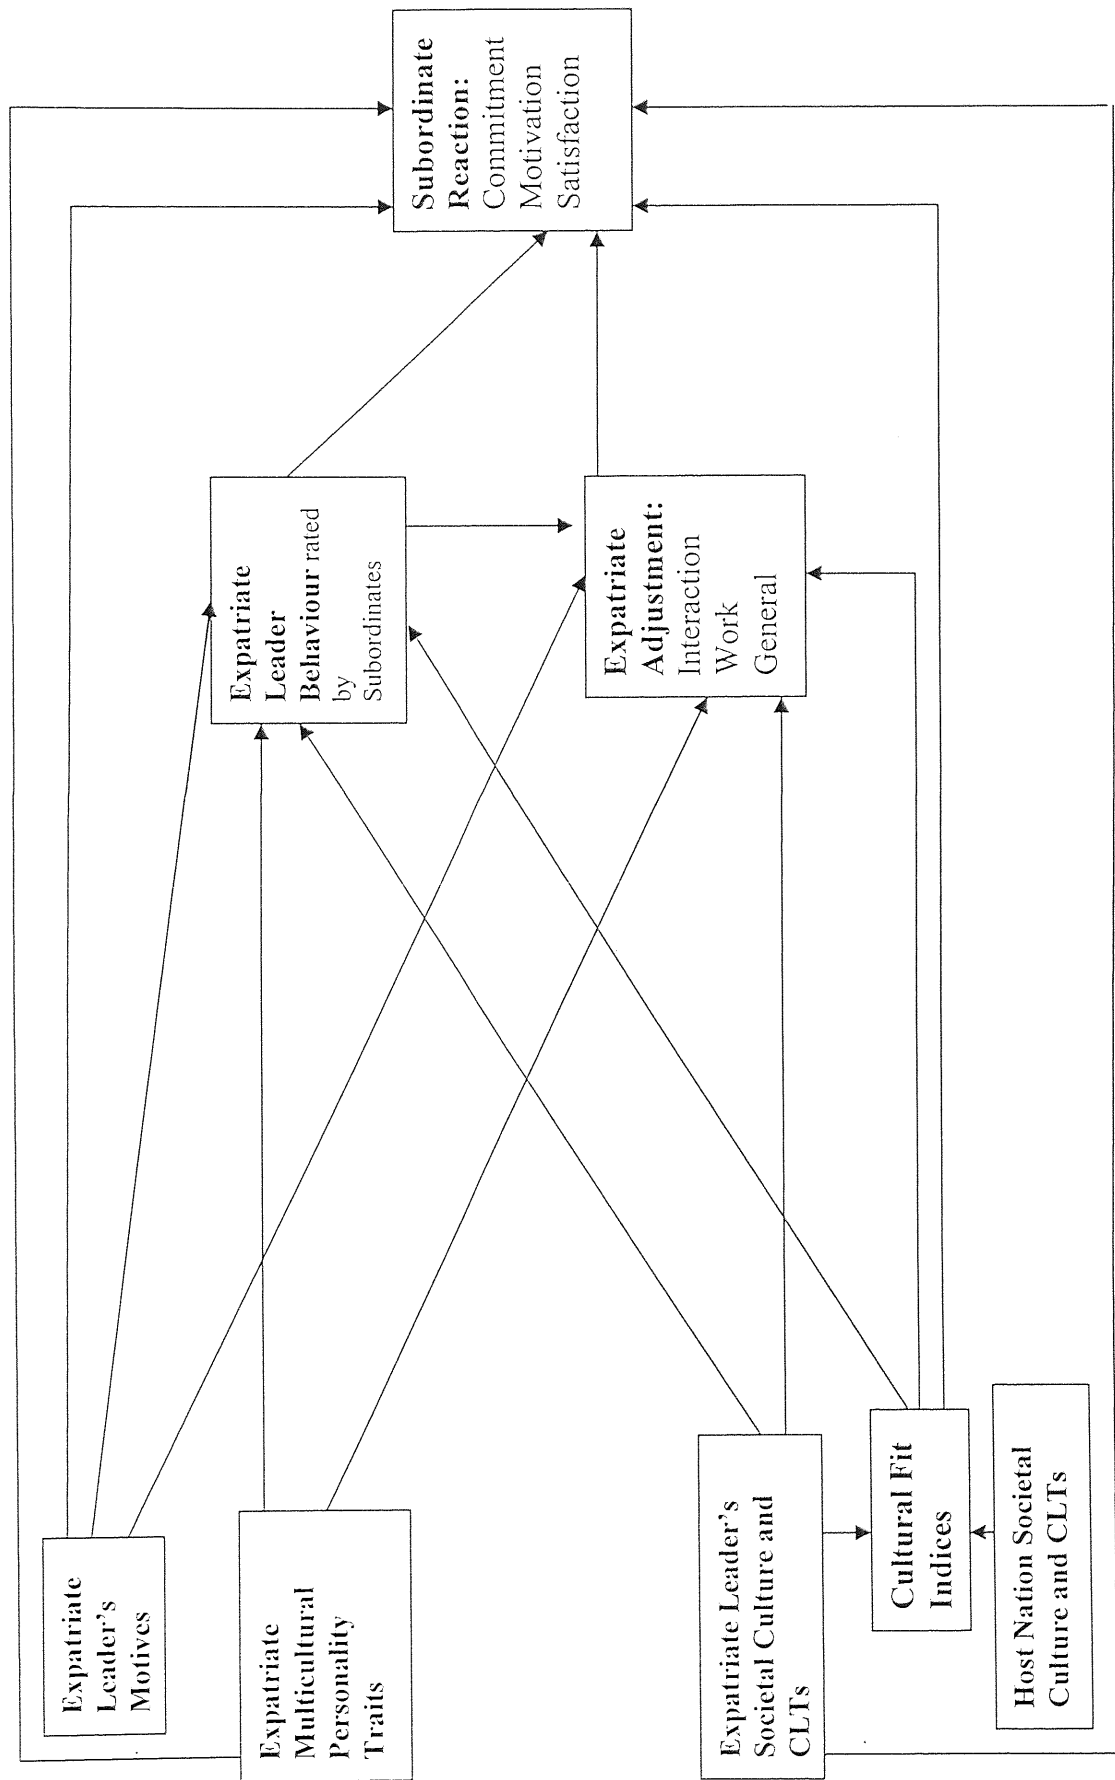 Expatriate
Leader's
Motives
Expatriate
Multicultural
Personality
Traits
Expatriate Leader's
Societal Culture and
CLTs
Cultural Fit
Indices
Host Nation Societal
Culture and CLTs
Expatriate
Leader
Behaviour rated
by
Subordinates
Expatriate
Adjustment:
Interaction
Work
General
Subordinate
Reaction:
Commitment
Motivation
Satisfaction